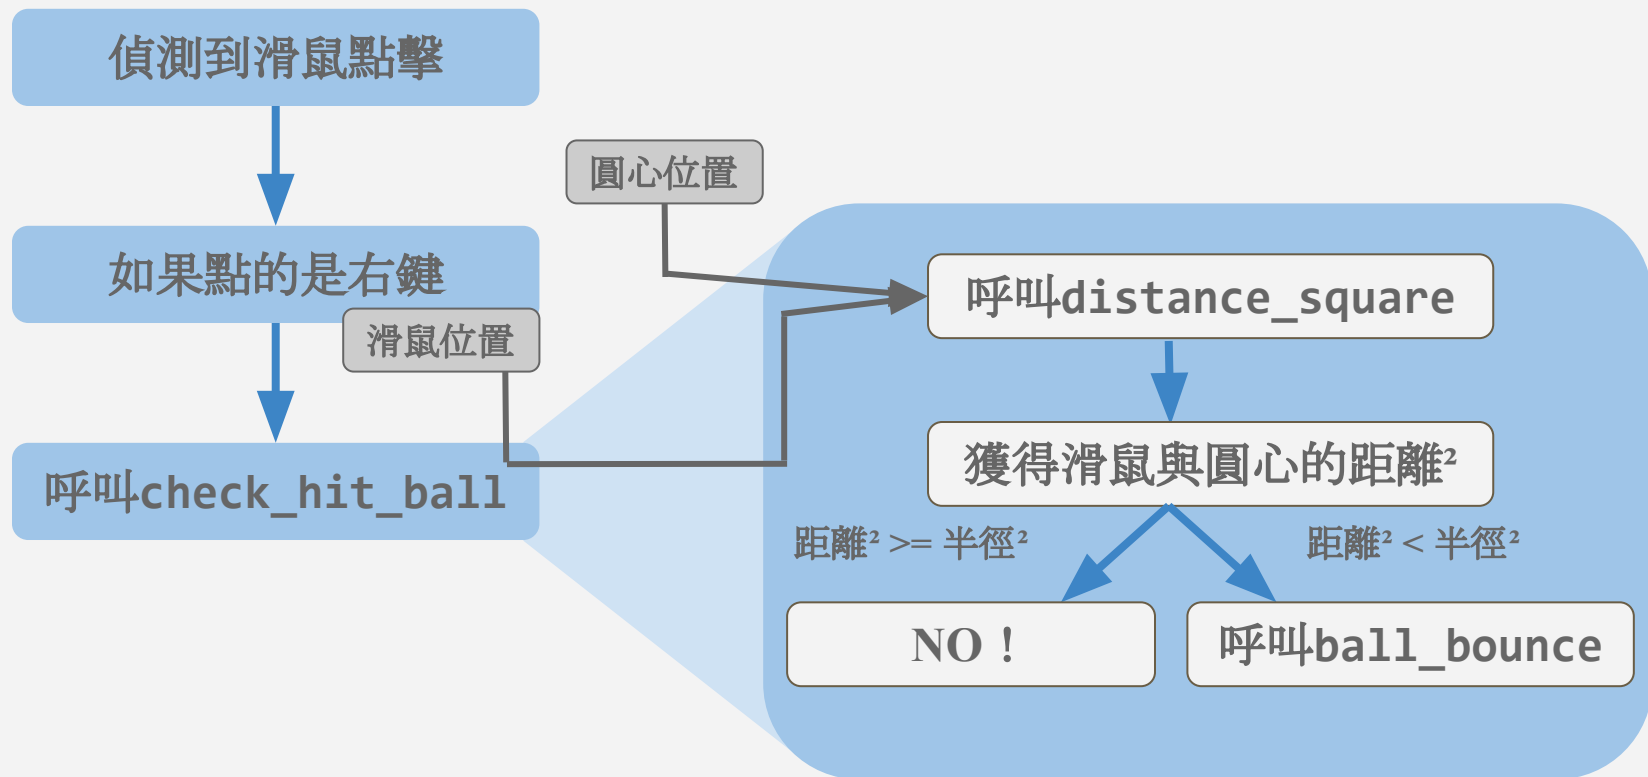 偵測到滑鼠點擊
圓心位置
如果點的是右鍵
滑鼠位置
呼叫check_hit_ball
呼叫distance_square
獲得滑鼠與圓心的距離²
距離² >= 半徑²
距離² < 半徑²
NO！
呼叫ball_bounce